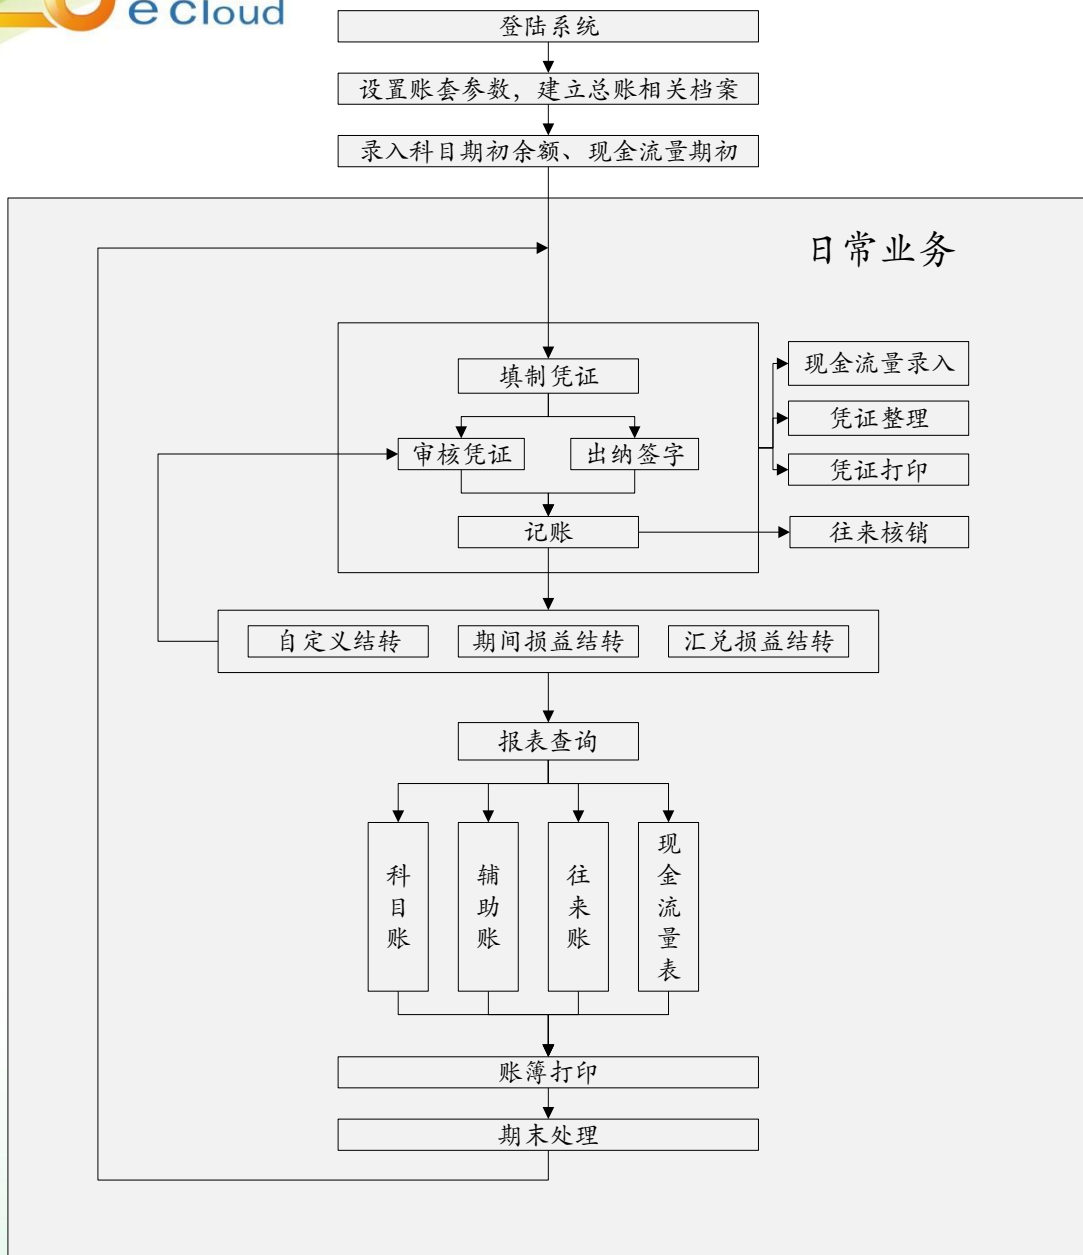 e Cloud
登陆系统
设置账套参数，建立总账相关档案
录入科目期初余额、现金流量期初
日常业务
填制凭证
现金流量录入
凭证整理
审核凭证
出纳签字
凭证打印
记账
往来核销
自定义结转
期间损益结转
汇兑损益结转
报表查询
科目账
辅助账
往来账
现金流量表
账簿打印
期末处理